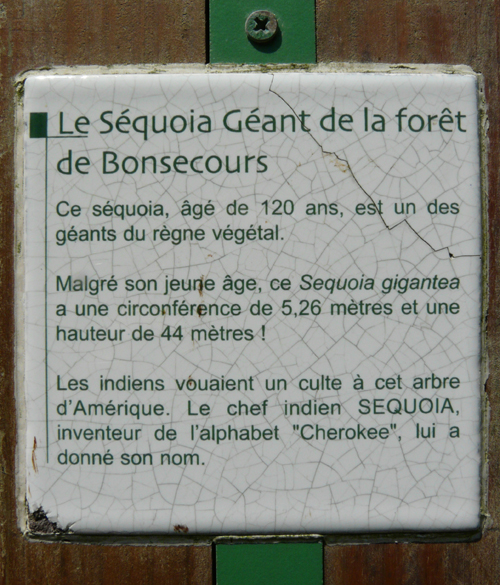 Le Séquoia Géant de la forêt
de Bonsecours
Ce séquoia, âgé de 120 ans, est un des
géants du règne végétal.
Malgré son jeune âge, ce Sequoia gigantea
a une circonférence de 5,26 mètres et une
hauteur de 44 mètres !
Les indiens vouaient un culte à cet arbre
d'Amérique. Le chef indien SEQUOIA,
inventeur de l'alphabet "Cherokee", lui a
donné son nom.